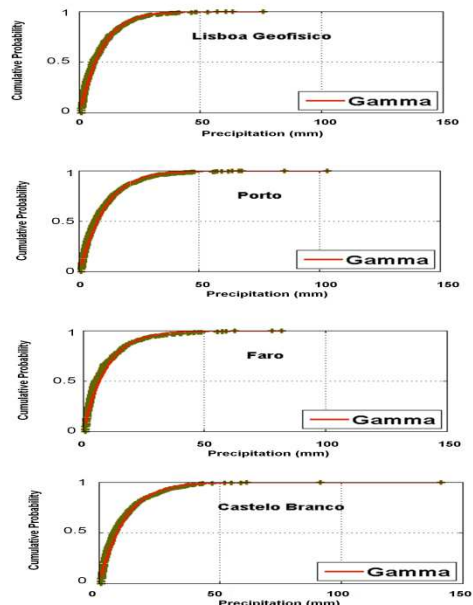 1
Lisboa Geofisico
Cumulative Probability
0.5
Gamma
0
0
50
100
150
Precipitation (mm)
1
Porto
Cumulative Probability
0.5
Gamma
0
0
50
100
150
Precipitation (mm)
1
Faro
Cumulative Probability
0.5
Gamma
0
0
50
100
150
Precipitation (mm)
1
Castelo Branco
Cumulative Probability
0.5
Gamma
0
0
50
100
150
Precipitation (mm)